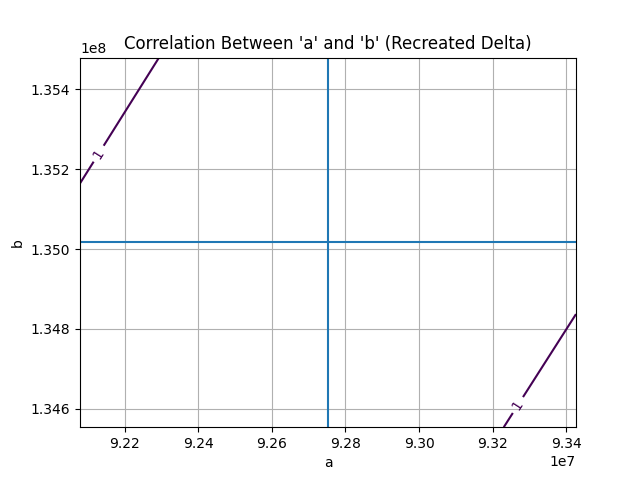 Correlation Between 'a' and 'b' (Recreated Delta)
1e8
1.354
1
1.352
b
1.350
1.348
1
1.346
9.22 9.24 9.26 9.28 9.30 9.32 9.34
a
1e7